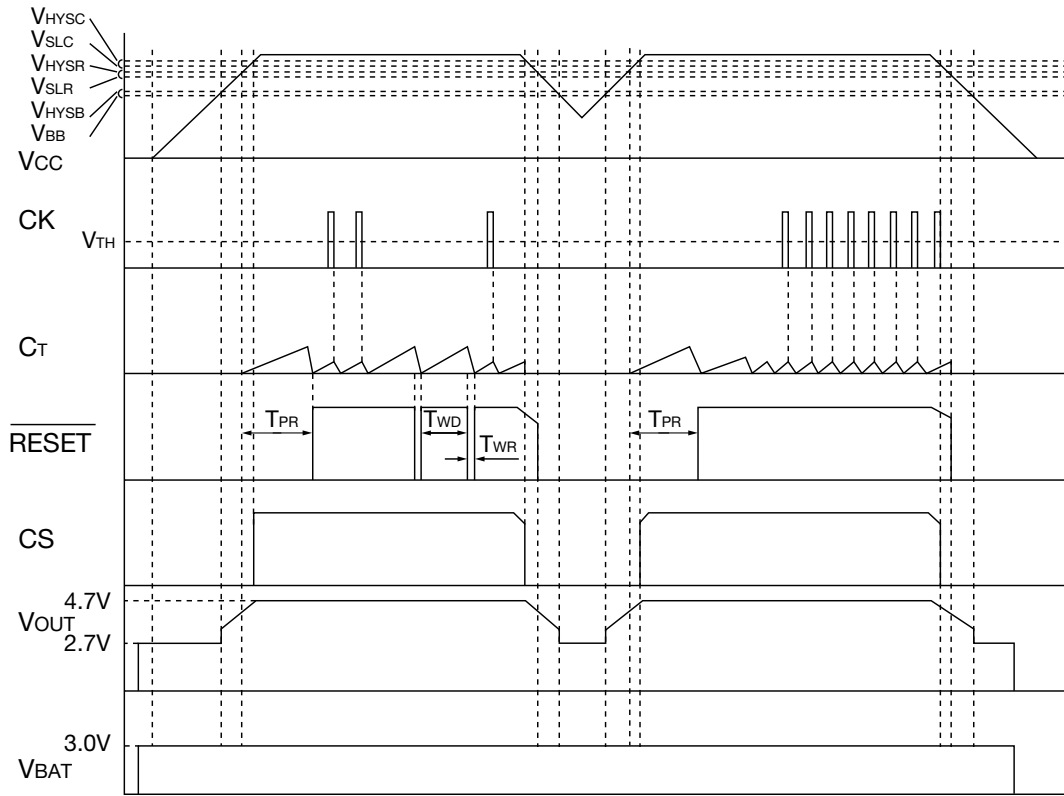 VHYSC
VSLC
VHYSR
VSLR
VHYSB
VBB
VCC
CK
VTH
CT
RESET
TPR
TWD
TWR
TPR
CS
4.7V
VOUT
2.7V
3.0V
VBAT